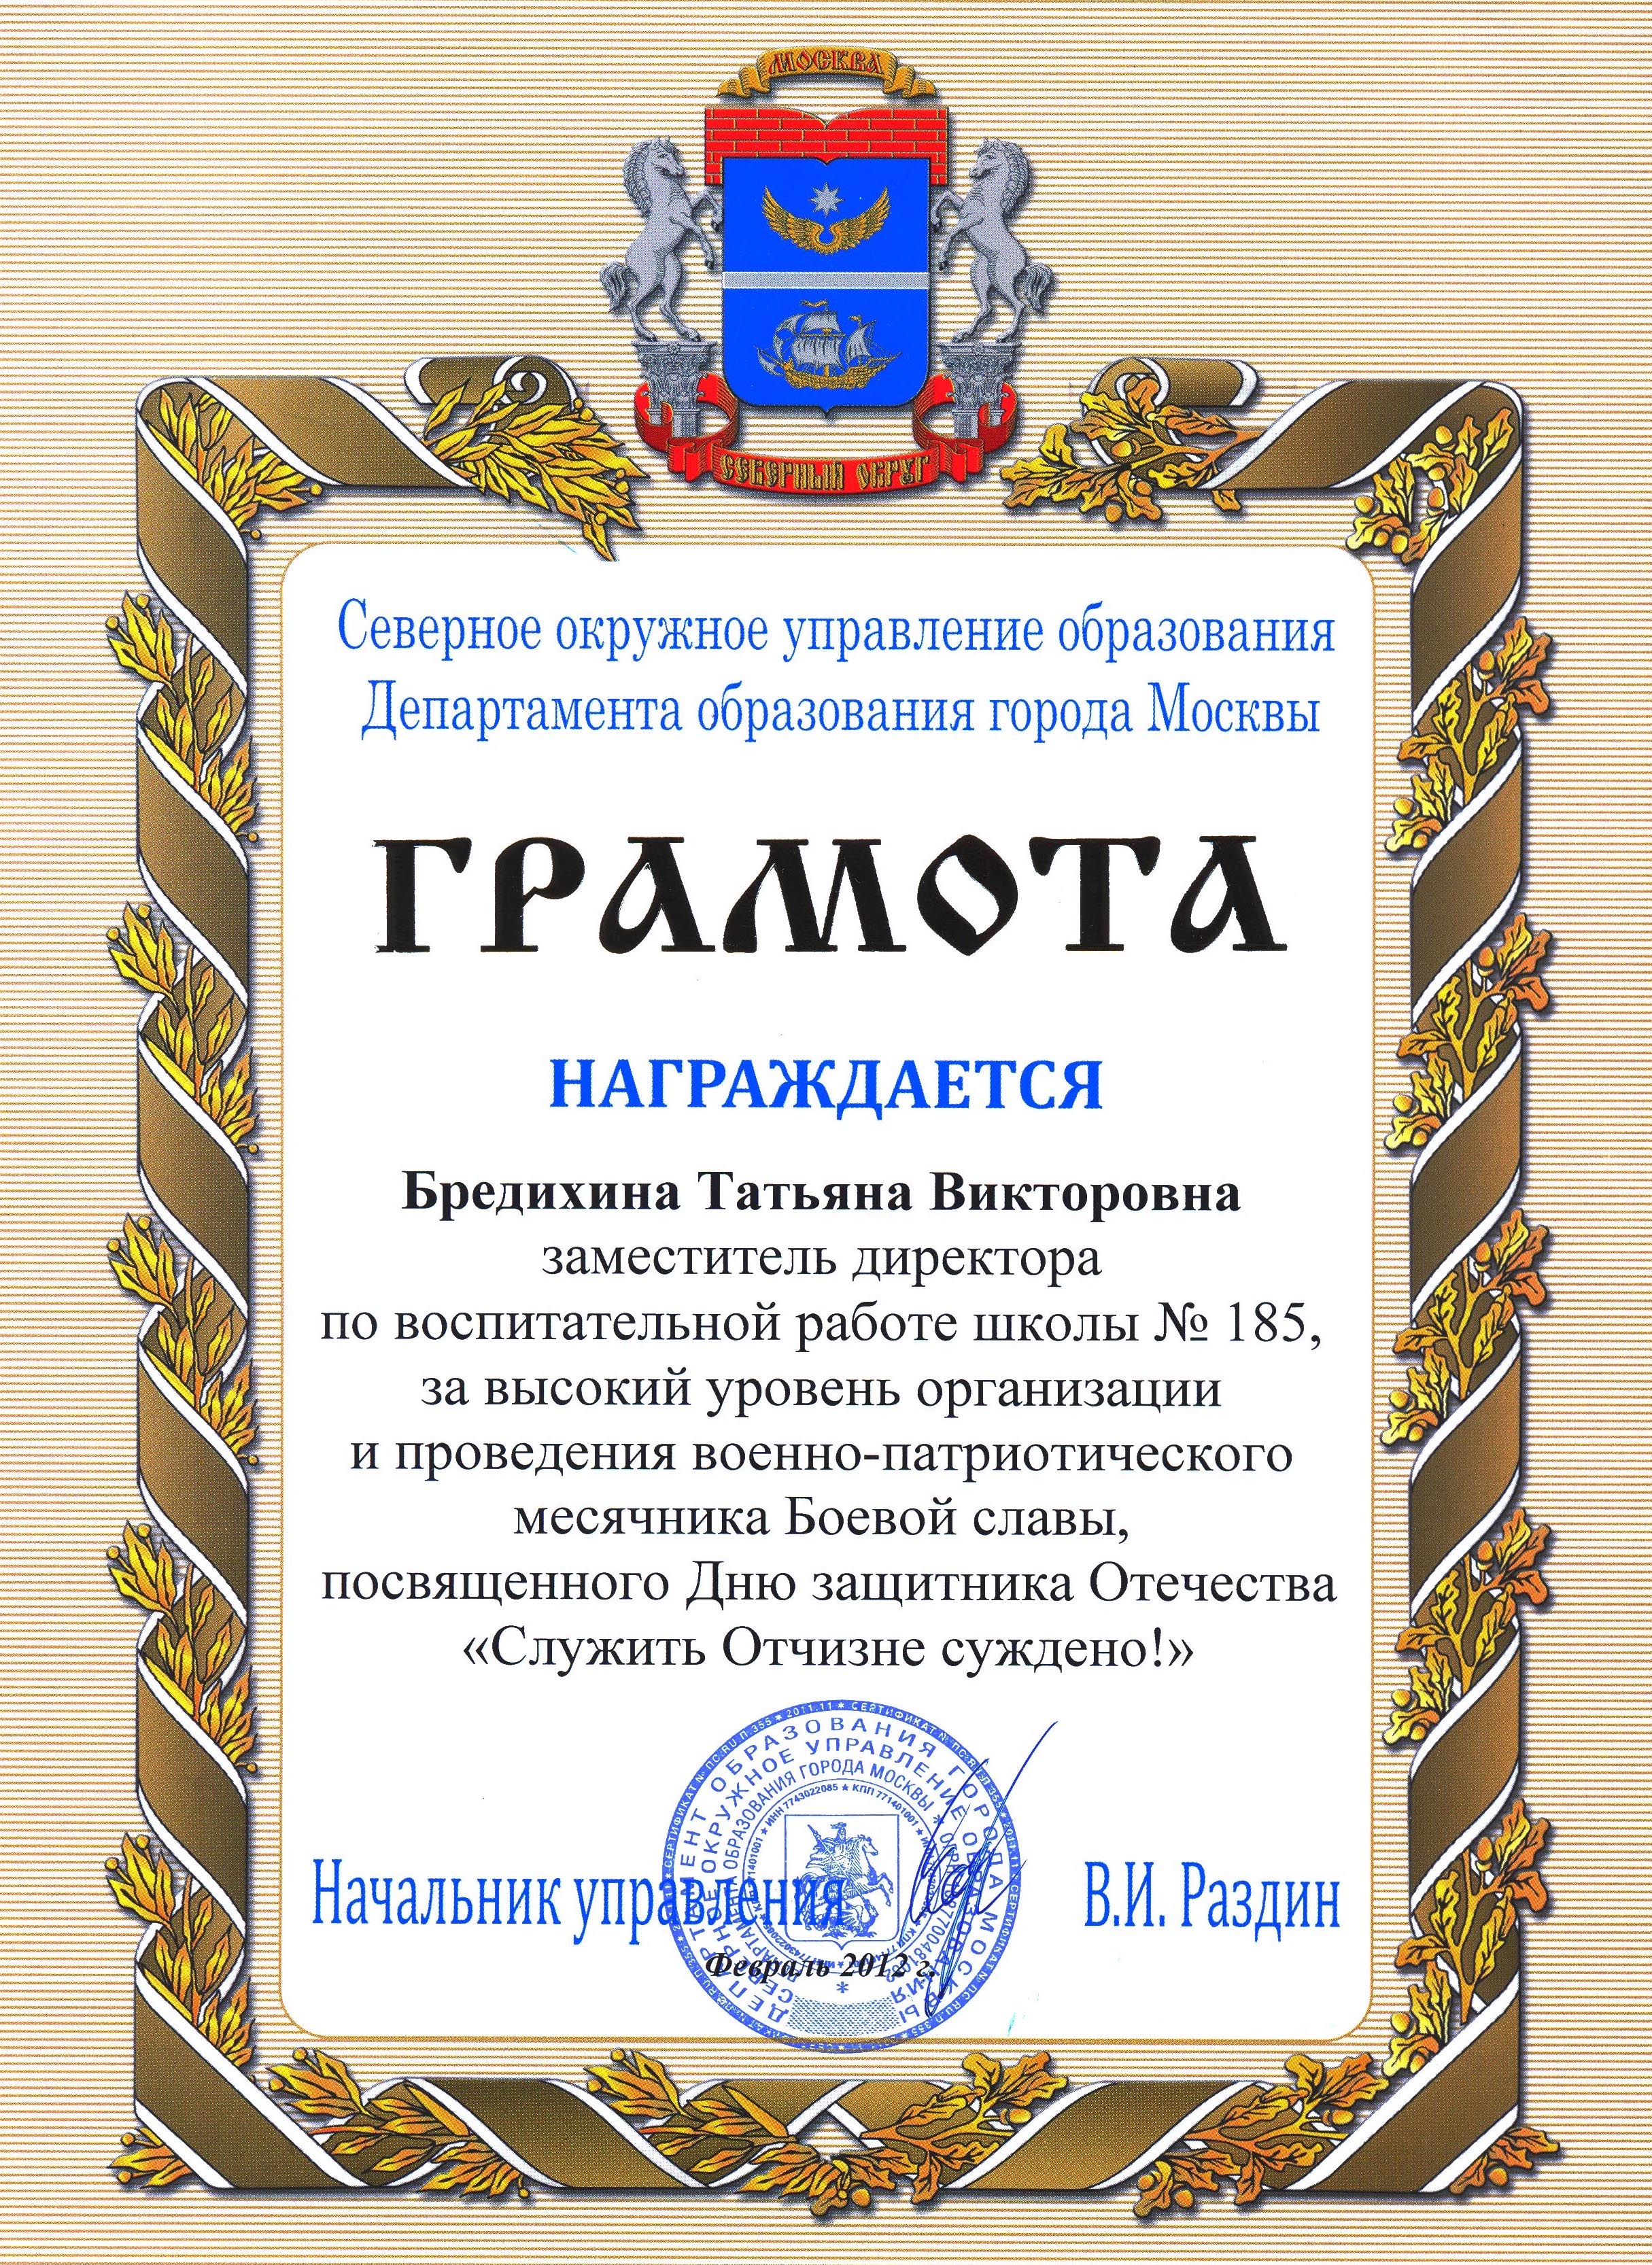 МОСКВА
СЕВЕРНЫЙ ОКРУГ
Северное окружное управление образования
Департамента образования города Москвы
ГРАМОТА
НАГРАЖДАЕТСЯ
Бредихина Татьяна Викторовна
заместитель директора
по воспитательной работе школы № 185,
за высокий уровень организации
и проведения военно-патриотического
месячника Боевой славы,
посвященного Дню защитника Отечества
«Служить Отчизне суждено!»
Начальник управления
В.И. Раздин
Февраль 2012 г.
ДЕПАРТАМЕНТ ОБРАЗОВАНИЯ ГОРОДА МОСКВЫ
СЕВЕРНОЕ ОКРУЖНОЕ УПРАВЛЕНИЕ ОБРАЗОВАНИЯ
ДЕПАРТАМЕНТА ОБРАЗОВАНИЯ ГОРОДА МОСКВЫ
ИНН 7743022085 * КПП 771401001